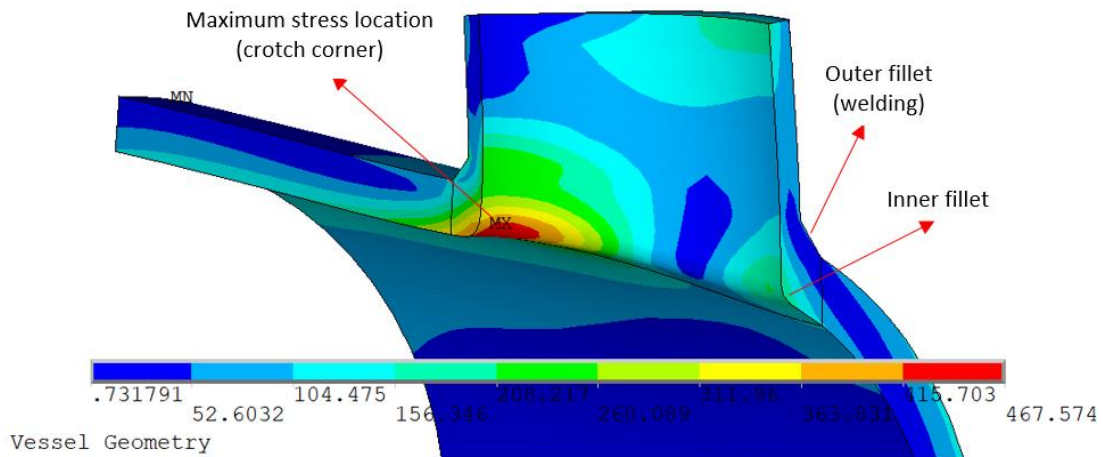 Maximum stress location
(crotch corner)
MN
Outer fillet
(welding)
Inner fillet
MX
.731791 104.475 208.217 311.96 415.703
52.6032 156.346 260.089 363.831 467.574
Vessel Geometry